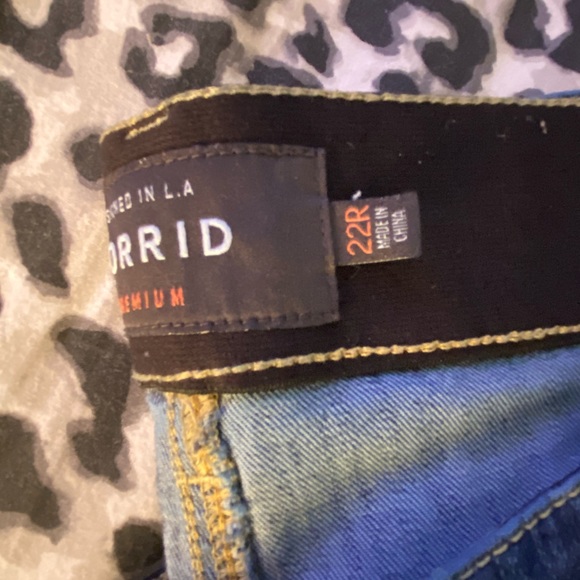 SIGNED IN L.A
ORRID
EMIUM
22R
MADE IN
CHINA